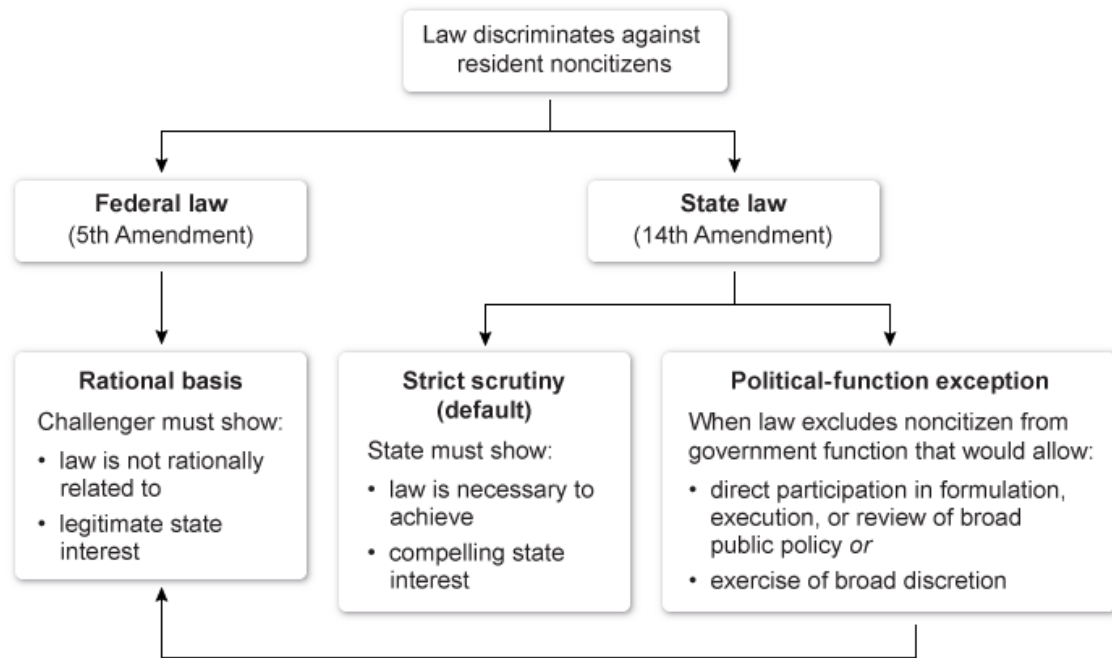 Law discriminates against
resident noncitizens
Federal law
(5th Amendment)
State law
(14th Amendment)
Rational basis
Challenger must show:
• law is not rationally
related to
• legitimate state
interest
Strict scrutiny
(default)
State must show:
• law is necessary to
achieve
• compelling state
interest
Political-function exception
When law excludes noncitizen from
government function that would allow:
• direct participation in formulation,
execution, or review of broad
public policy or
• exercise of broad discretion